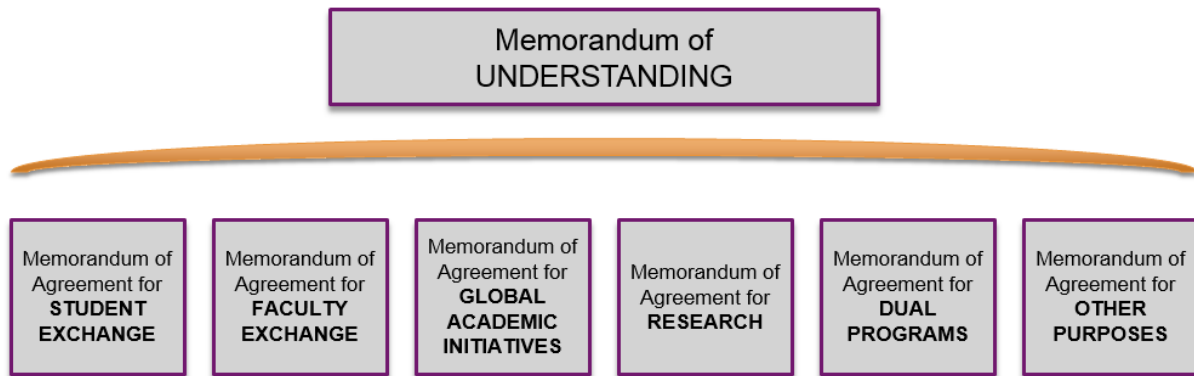 Memorandum of
UNDERSTANDING
Memorandum of
Agreement for
STUDENT
EXCHANGE
Memorandum of
Agreement for
FACULTY
EXCHANGE
Memorandum of
Agreement for
GLOBAL
ACADEMIC
INITIATIVES
Memorandum of
Agreement for
RESEARCH
Memorandum of
Agreement for
DUAL
PROGRAMS
Memorandum of
Agreement for
OTHER
PURPOSES